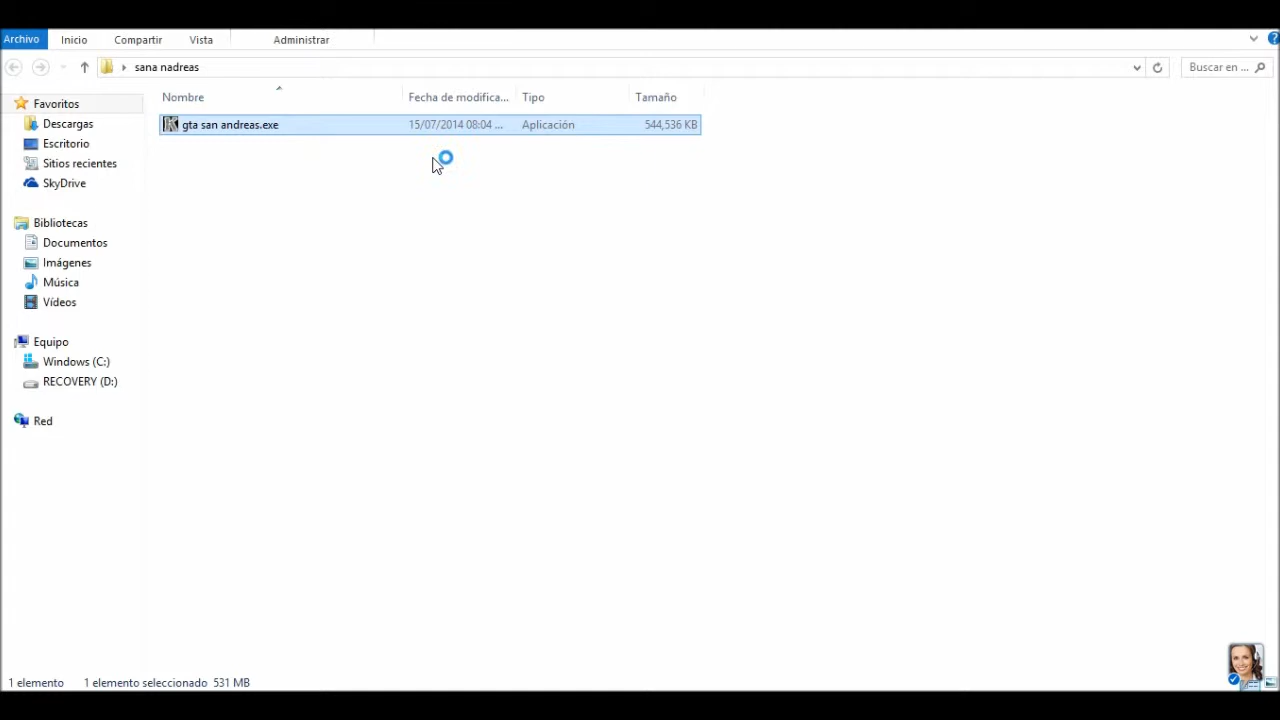 Archivo Inicio Compartir Vista Administrar
sana nadreas Buscar en ...
Nombre Fecha de modifica... Tipo Tamaño
gta san andreas.exe 15/07/2014 08:04 ... Aplicación 544,536 KB
Favoritos
Descargas
Escritorio
Sitios recientes
SkyDrive
Bibliotecas
Documentos
Imágenes
Música
Vídeos
Equipo
Windows (C:)
RECOVERY (D:)
Red
1 elemento 1 elemento seleccionado 531 MB